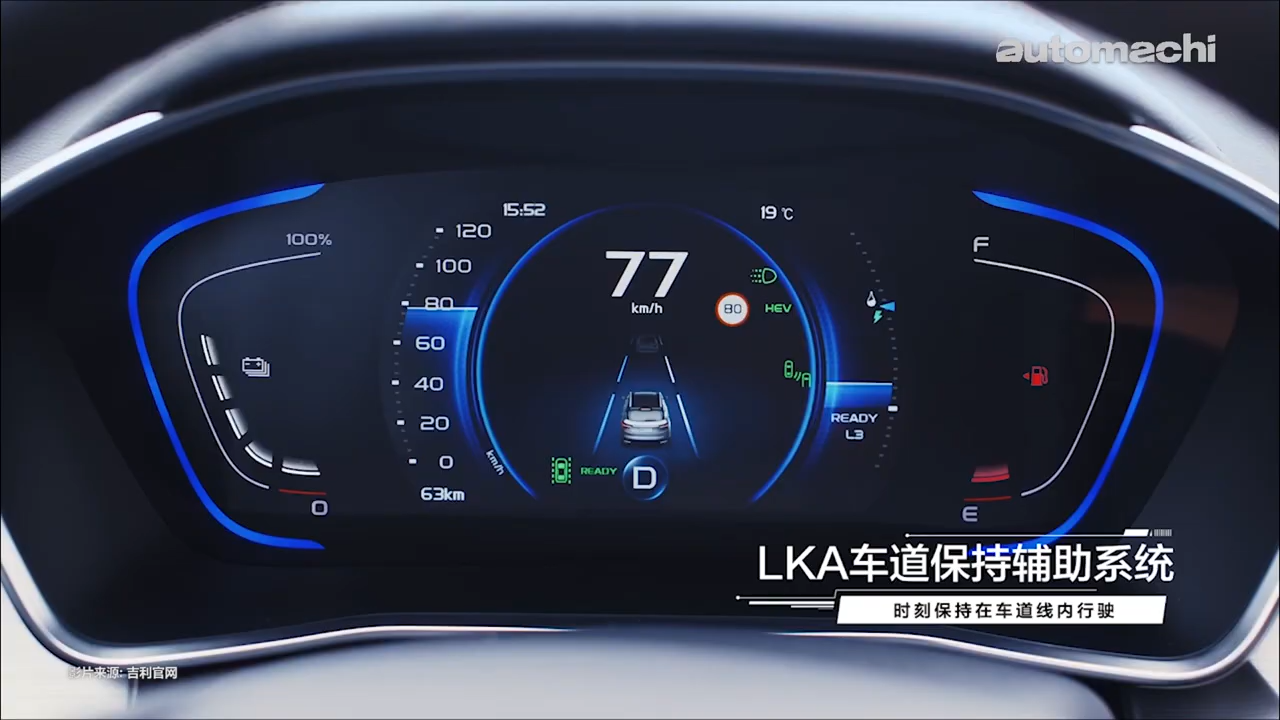 automachi
15:52
19℃
100%
120
100
80
60
40
20
0
km/h
63km
77
km/h
80
HEV
READY
L3
READY
D
F
E
0
LKA车道保持辅助系统
时刻保持在车道线内行驶
影片来源: 吉利官网